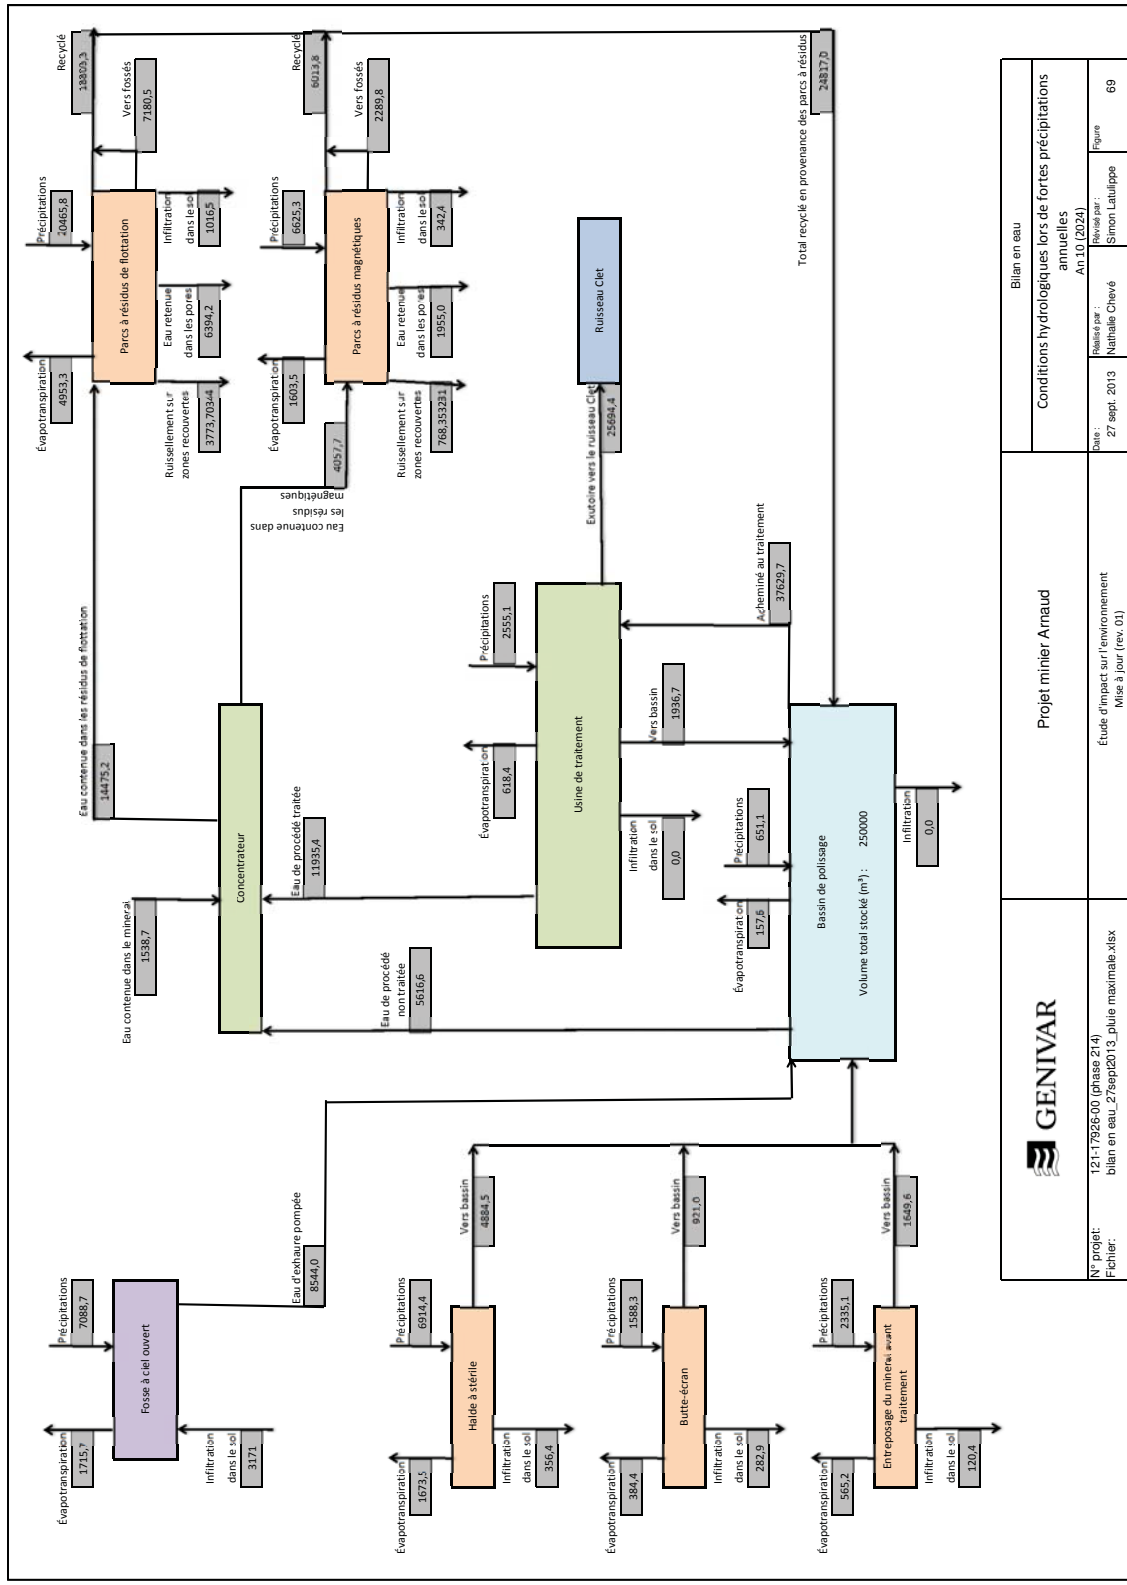 Évapotranspiration
1715,7
Précipitations
7088,7
Fosse à ciel ouvert
Infiltration
dans le sol
3171
Eau d'exhaure pompée
8544,0
Évapotranspiration
1673,5
Précipitations
6914,4
Halde à stérile
Infiltration
dans le sol
356,4
Vers bassin
4884,5
Évapotranspiration
384,4
Précipitations
1588,3
Butte-écran
Infiltration
dans le sol
282,9
Vers bassin
921,0
Évapotranspiration
565,2
Précipitations
2335,1
Entreposage du minerai avant
traitement
Infiltration
dans le sol
120,4
Vers bassin
1649,6
Eau contenue dans le minerai
1538,7
Concentrateur
Eau contenue dans les résidus de flottation
14475,2
Eau de procédé
non traitée
5616,6
Eau de procédé traitée
11935,4
Eau contenue dans
les résidus
magnétiques
4057,7
Évapotranspiration
618,4
Précipitations
2555,1
Usine de traitement
Infiltration
dans le sol
0,0
Vers bassin
1936,7
Acheminé au traitement
37629,7
Exutoire vers le ruisseau Clet
25694,4
Ruisseau Clet
Évapotranspiration
157,6
Précipitations
651,1
Bassin de polissage
Volume total stocké (m³) : 250000
Infiltration
0,0
Évapotranspiration
4953,3
Précipitations
20465,8
Parcs à résidus de flottation
Ruissellement sur
zones recouvertes
3773,70344
Eau retenue
dans les pores
6394,2
Infiltration
dans le sol
1016,5
Vers fossés
7180,5
Recyclé
18803,3
Évapotranspiration
1603,5
Précipitations
6625,3
Parcs à résidus magnétiques
Ruissellement sur
zones recouvertes
768,353231
Eau retenue
dans les pores
1955,0
Infiltration
dans le sol
342,4
Vers fossés
2289,8
Recyclé
6013,8
Total recyclé en provenance des parcs à résidus
24817,0
GENIVAR
N° projet: 121-17926-00 (phase 214)
Fichier: bilan en eau_27sept2013_pluie maximale.xlsx
Projet minier Arnaud
Étude d'impact sur l'environnement
Mise à jour (rev. 01)
Bilan en eau
Conditions hydrologiques lors de fortes précipitations
annuelles
An 10 (2024)
Date :
27 sept. 2013
Réalisé par :
Nathalie Chevé
Révisé par :
Simon Latulippe
Figure
69